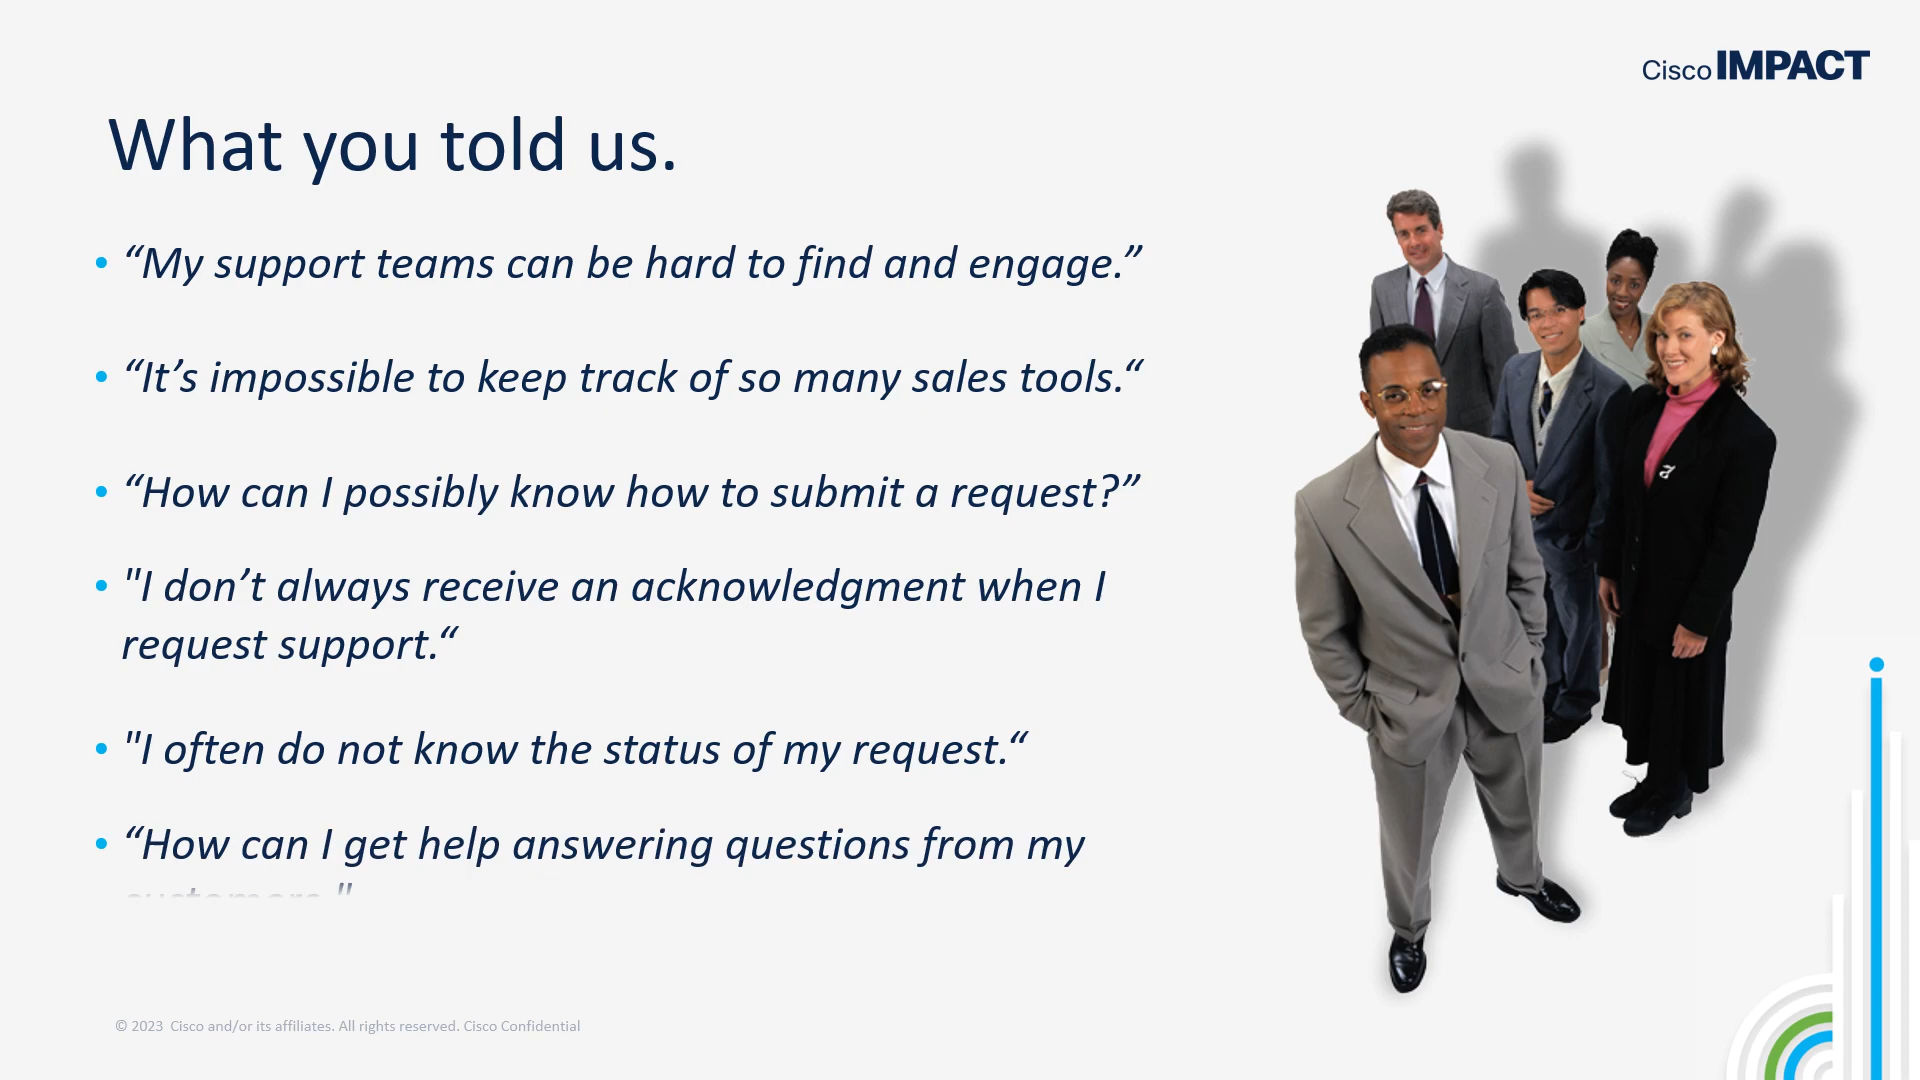 Cisco IMPACT
What you told us.
• “My support teams can be hard to find and engage.”
• “It’s impossible to keep track of so many sales tools.“
• “How can I possibly know how to submit a request?”
• "I don’t always receive an acknowledgment when I
request support.“
• "I often do not know the status of my request.“
• “How can I get help answering questions from my
customers."
© 2023 Cisco and/or its affiliates. All rights reserved. Cisco Confidential